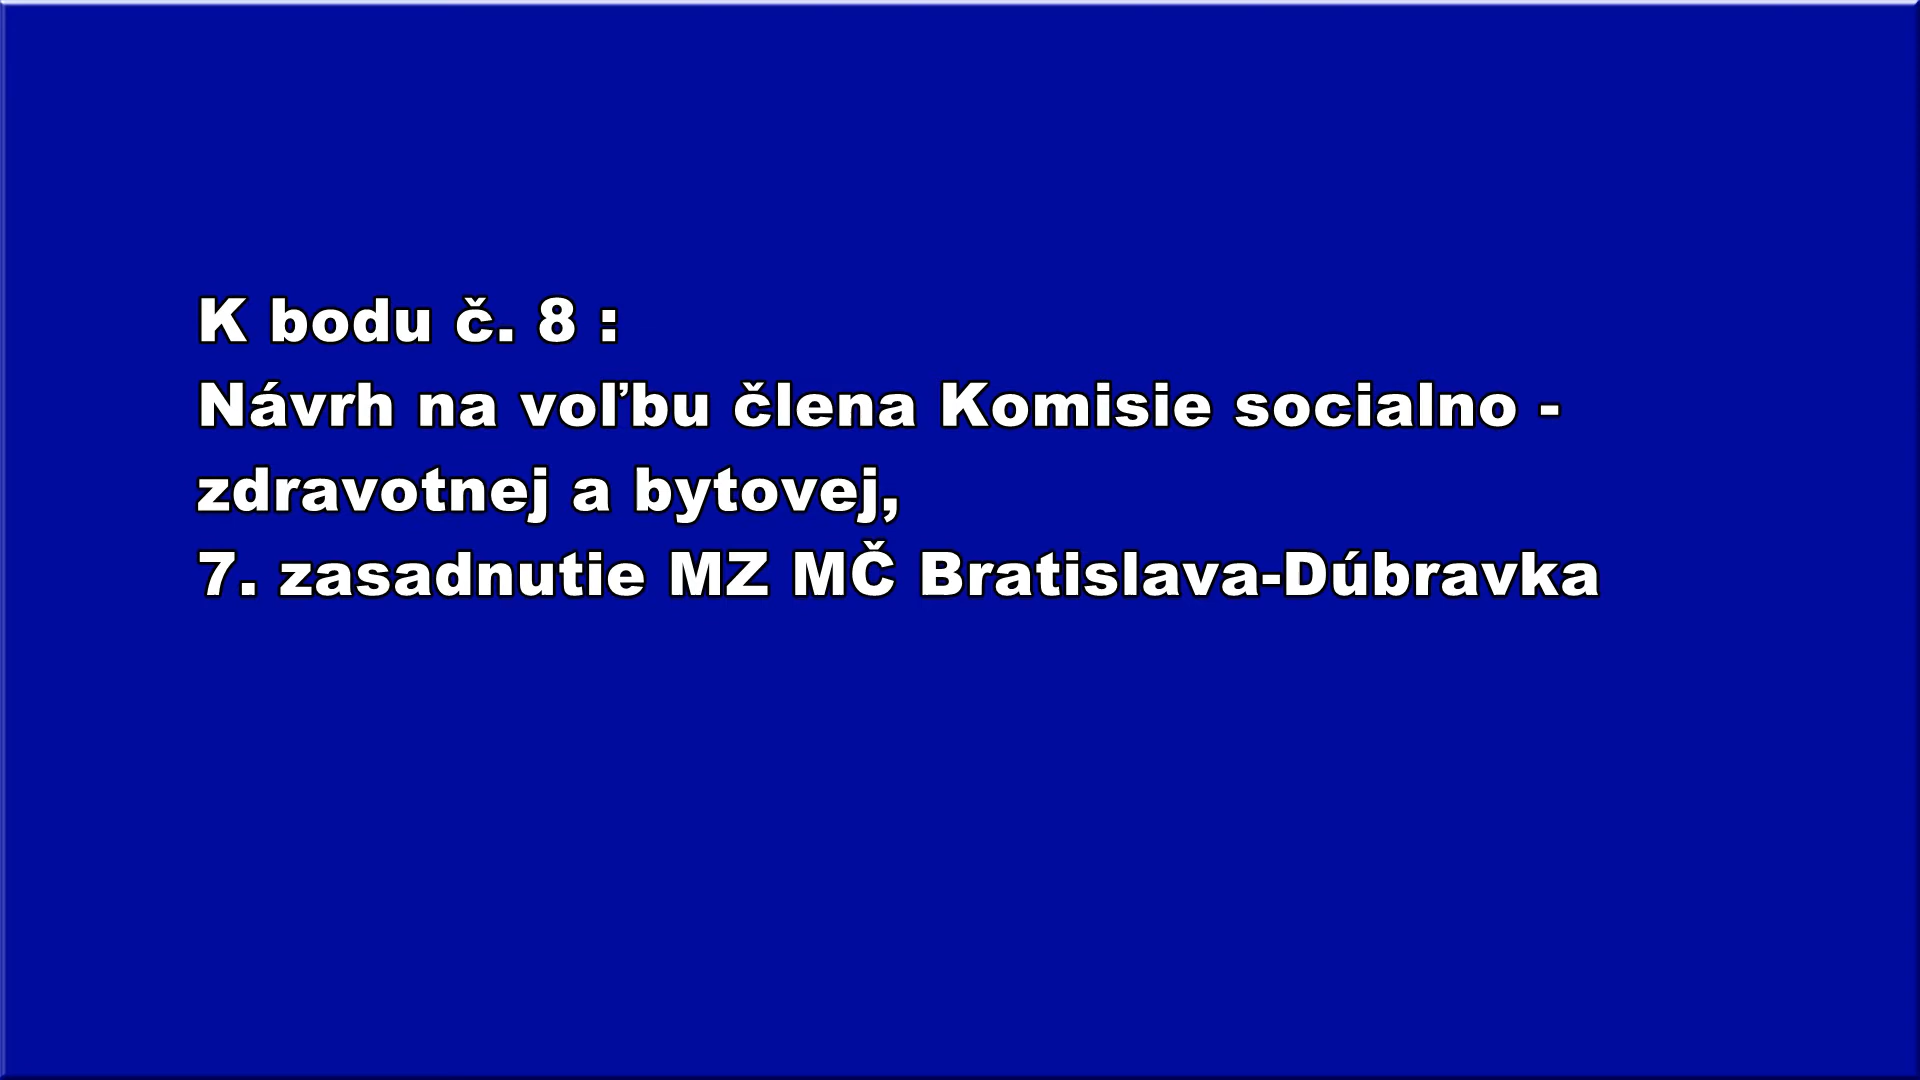 K bodu č. 8 :
Návrh na voľbu člena Komisie socialno -
zdravotnej a bytovej,
7. zasadnutie MZ MČ Bratislava-Dúbravka